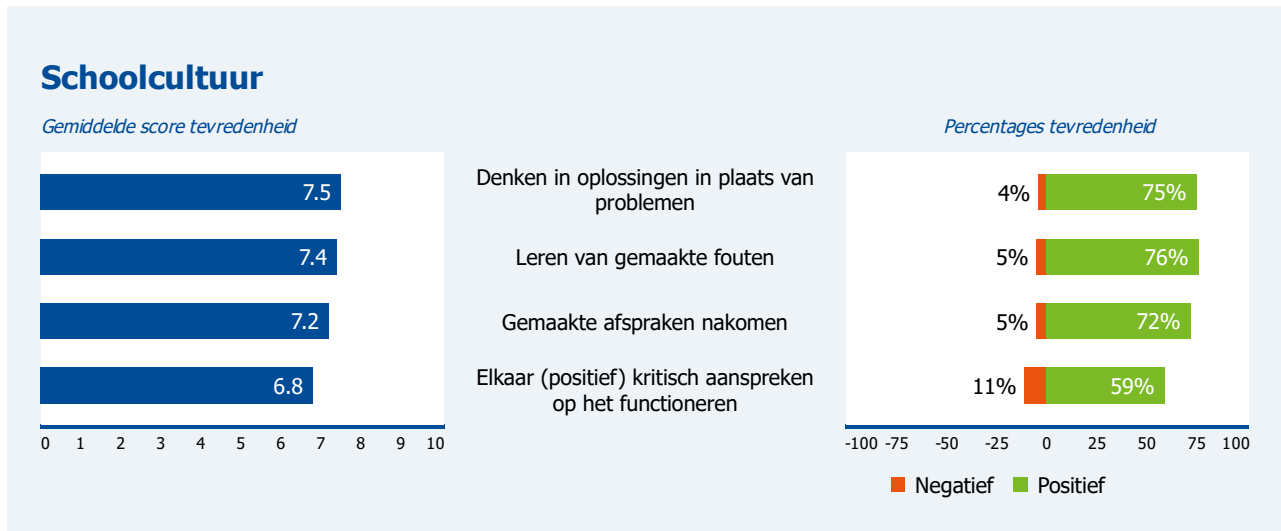 Schoolcultuur
Gemiddelde score tevredenheid
Percentages tevredenheid
7.5
Denken in oplossingen in plaats van
problemen
4%
75%
7.4
Leren van gemaakte fouten
5%
76%
7.2
Gemaakte afspraken nakomen
5%
72%
6.8
Elkaar (positief) kritisch aanspreken
op het functioneren
11%
59%
0 1 2 3 4 5 6 7 8 9 10
-100 -75 -50 -25 0 25 50 75 100
Negatief Positief